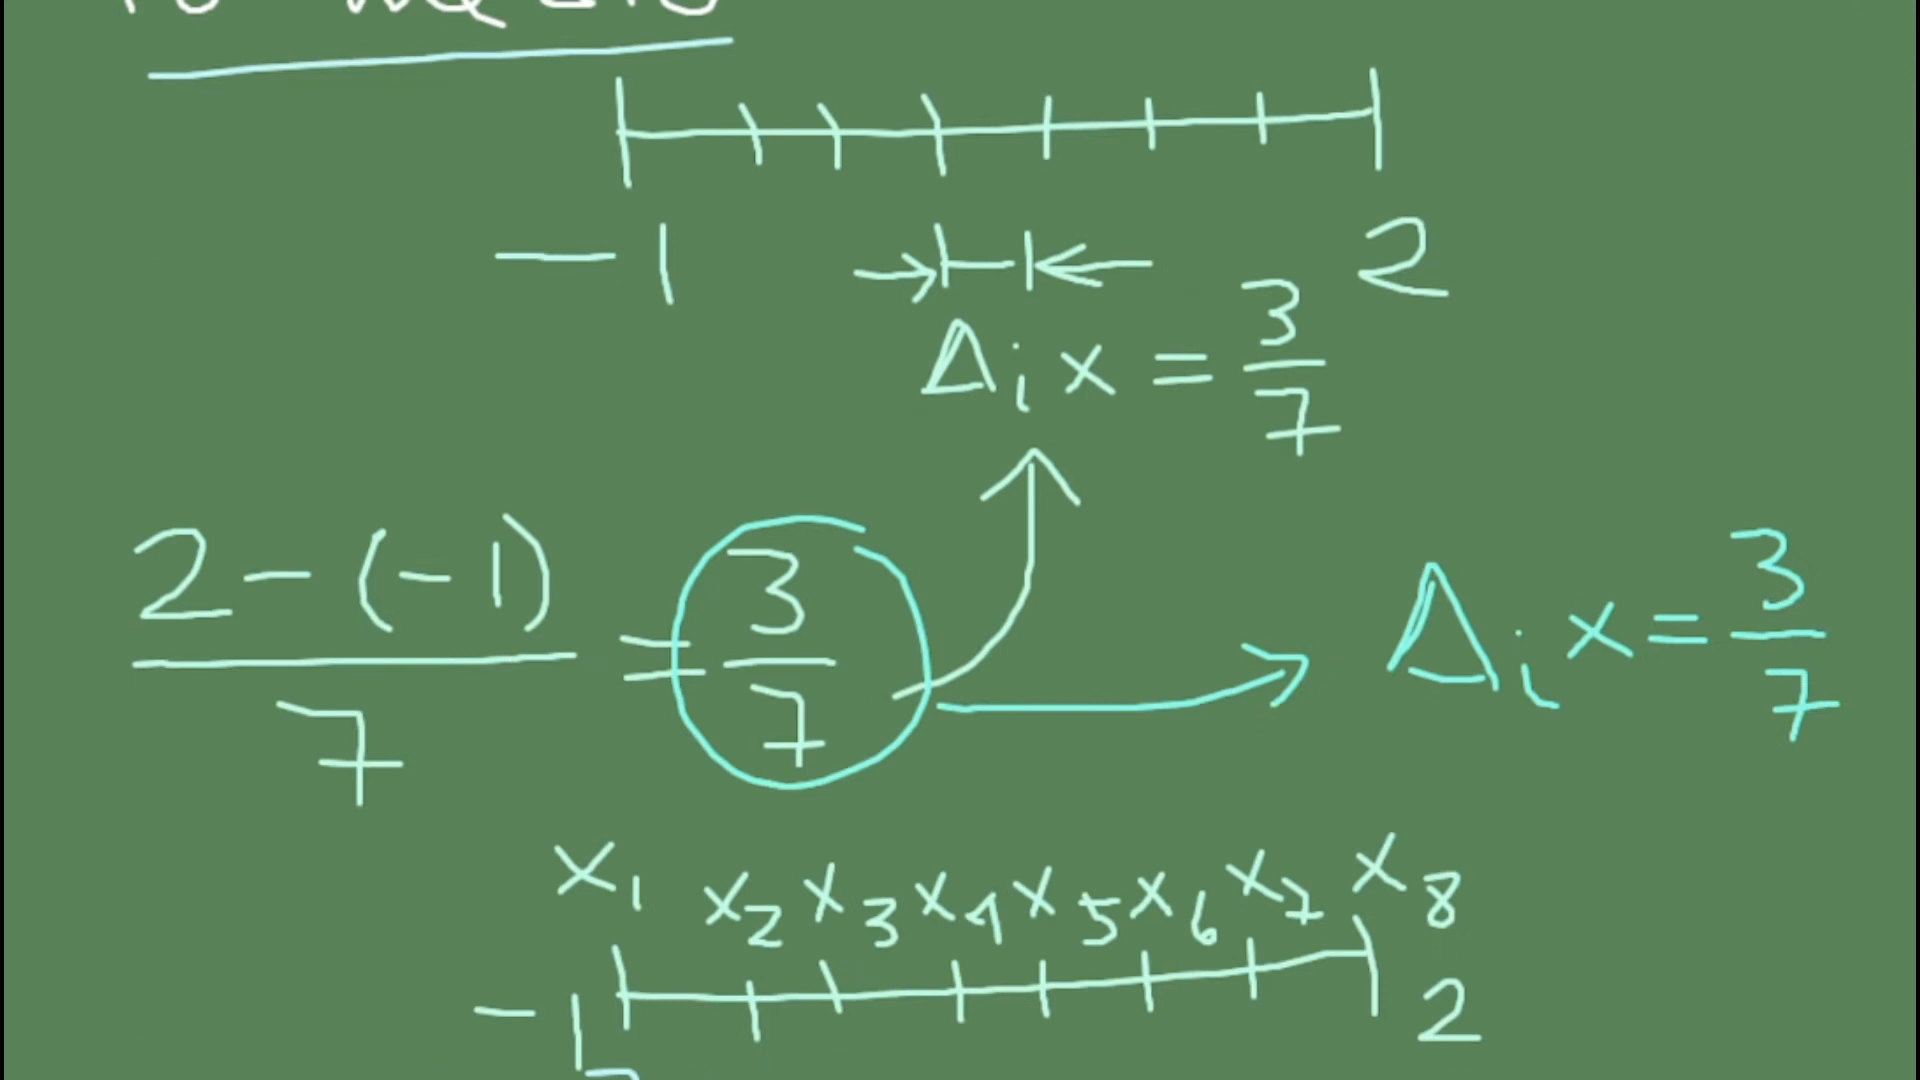 -1 2
Δᵢx = 3/7
2-(-1)/7 = 3/7 Δᵢx = 3/7
x₁ x₂ x₃ x₄ x₅ x₆ x₇ x₈
-1 2